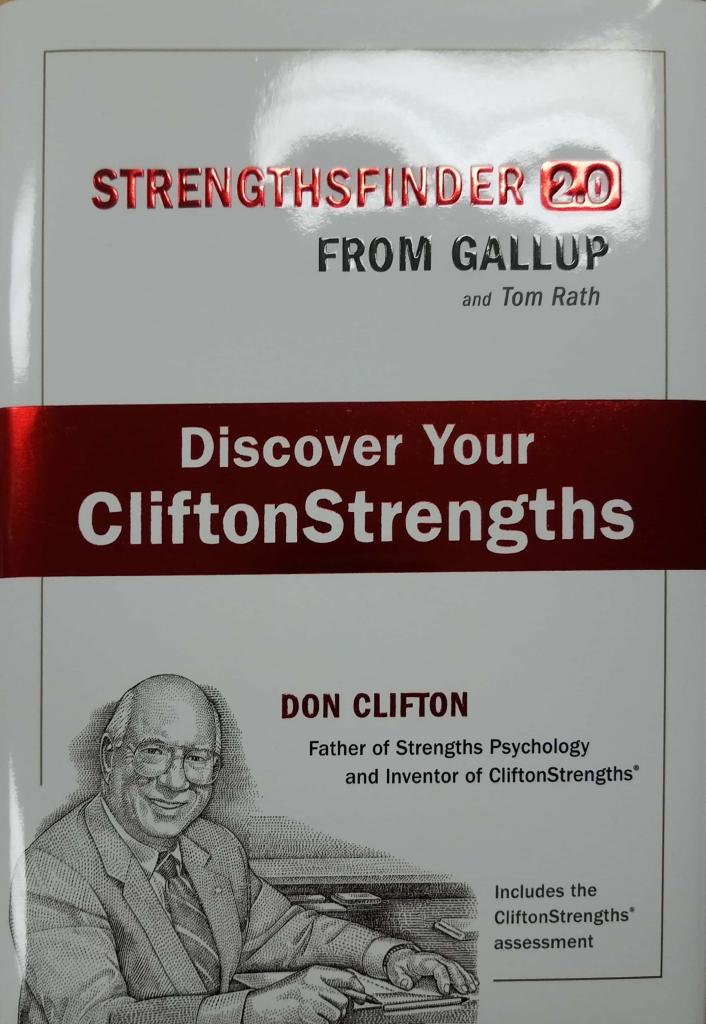 STRENGTHSFINDER 2.0
FROM GALLUP
and Tom Rath
Discover Your
CliftonStrengths
DON CLIFTON
Father of Strengths Psychology
and Inventor of CliftonStrengths®
Includes the
CliftonStrengths®
assessment